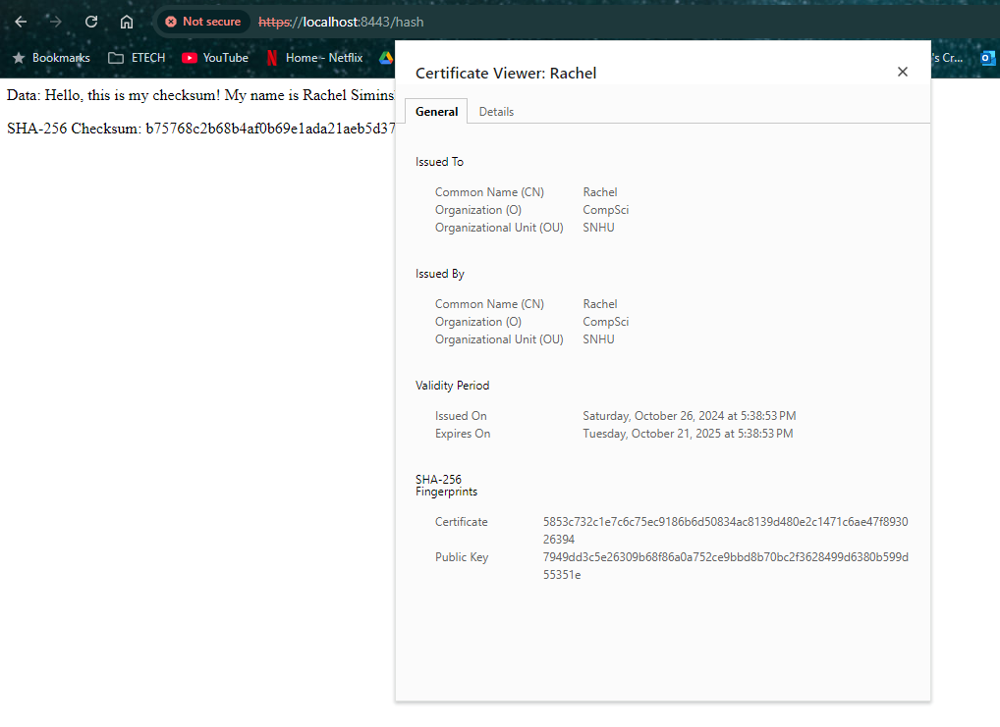 Not secure https://localhost:8443/hash
Bookmarks ETECH YouTube Home - Netflix 's Cr...
Data: Hello, this is my checksum! My name is Rachel Simins
SHA-256 Checksum: b75768c2b68b4af0b69e1ada21aeb5d37
Certificate Viewer: Rachel
General Details
Issued To
Common Name (CN) Rachel
Organization (O) CompSci
Organizational Unit (OU) SNHU
Issued By
Common Name (CN) Rachel
Organization (O) CompSci
Organizational Unit (OU) SNHU
Validity Period
Issued On Saturday, October 26, 2024 at 5:38:53 PM
Expires On Tuesday, October 21, 2025 at 5:38:53 PM
SHA-256
Fingerprints
Certificate 5853c732c1e7c6c75ec9186b6d50834ac8139d480e2c1471c6ae47f8930
26394
Public Key 7949dd3c5e26309b68f86a0a752ce9bbd8b70bc2f3628499d6380b599d
55351e